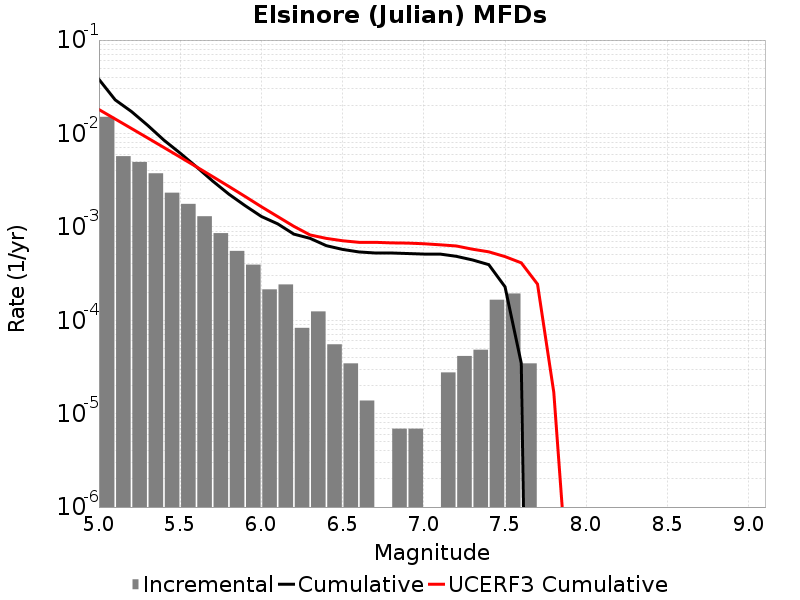 Elsinore (Julian) MFDs
10-1
10-2
10-3
10-4
10-5
10-6
Rate (1/yr)
5.0 5.5 6.0 6.5 7.0 7.5 8.0 8.5 9.0
Magnitude
Incremental Cumulative UCERF3 Cumulative